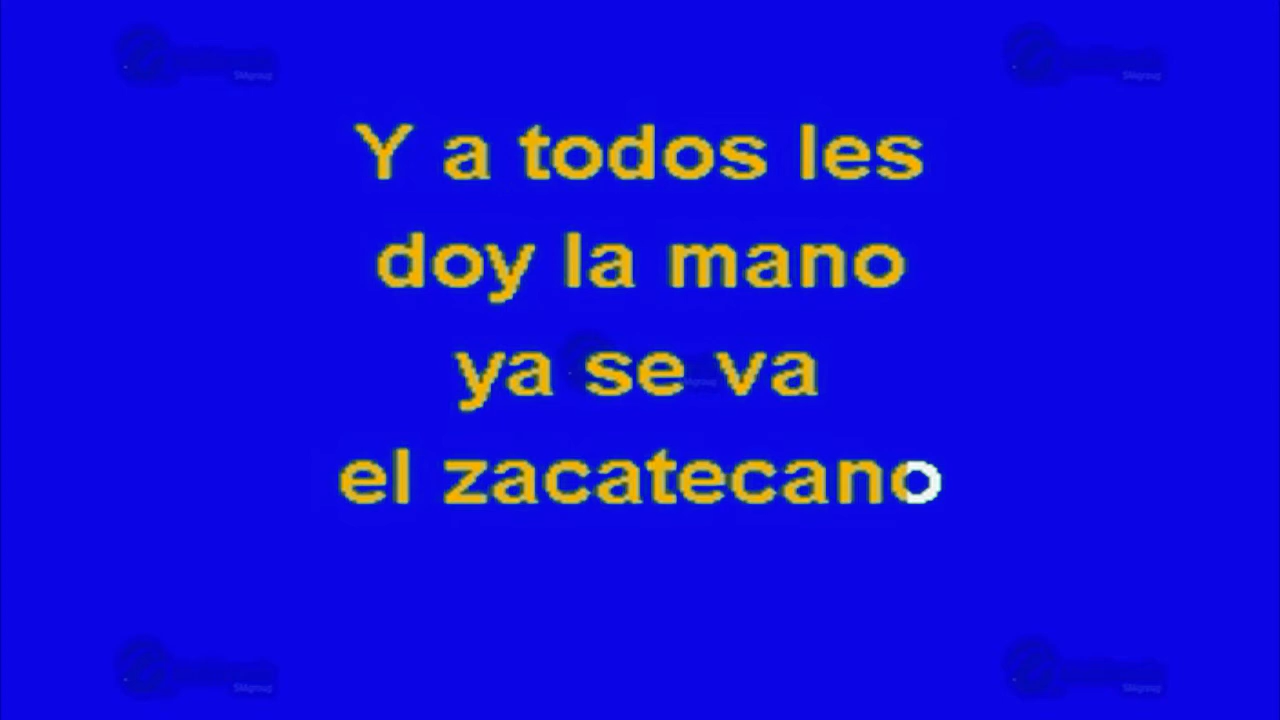 Y a todos les
doy la mano
ya se va
el zacatecano